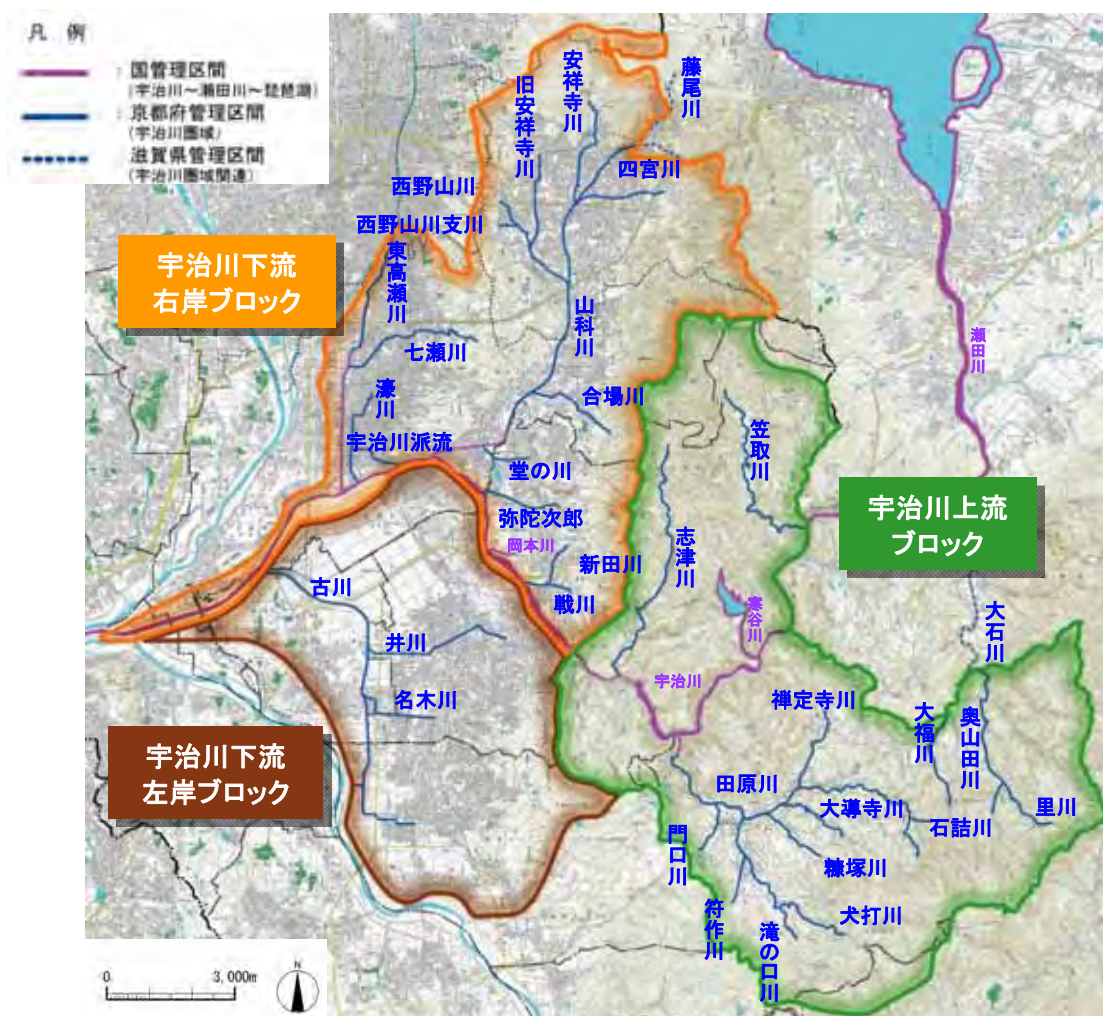 凡例
: 国管理区間
(宇治川～瀬田川～琵琶湖)
: 京都府管理区間
(宇治川圏域)
: 滋賀県管理区間
(宇治川圏域関連)
藤尾川
安祥寺川
旧安祥寺川
四宮川
西野山川
西野山川支川
宇治川下流
右岸ブロック
東高瀬川
山科川
瀬田川
七瀬川
濠川
合場川
笠取川
宇治川派流
堂の川
宇治川上流
ブロック
弥陀次郎
岡本川
志津川
新田川
古川
戦川
寒谷川
大石川
井川
宇治川
名木川
禅定寺川
大福川
奥山田川
宇治川下流
左岸ブロック
田原川
大導寺川
里川
石詰川
門口川
糠塚川
符作川
犬打川
滝の口川
0 3,000m
N